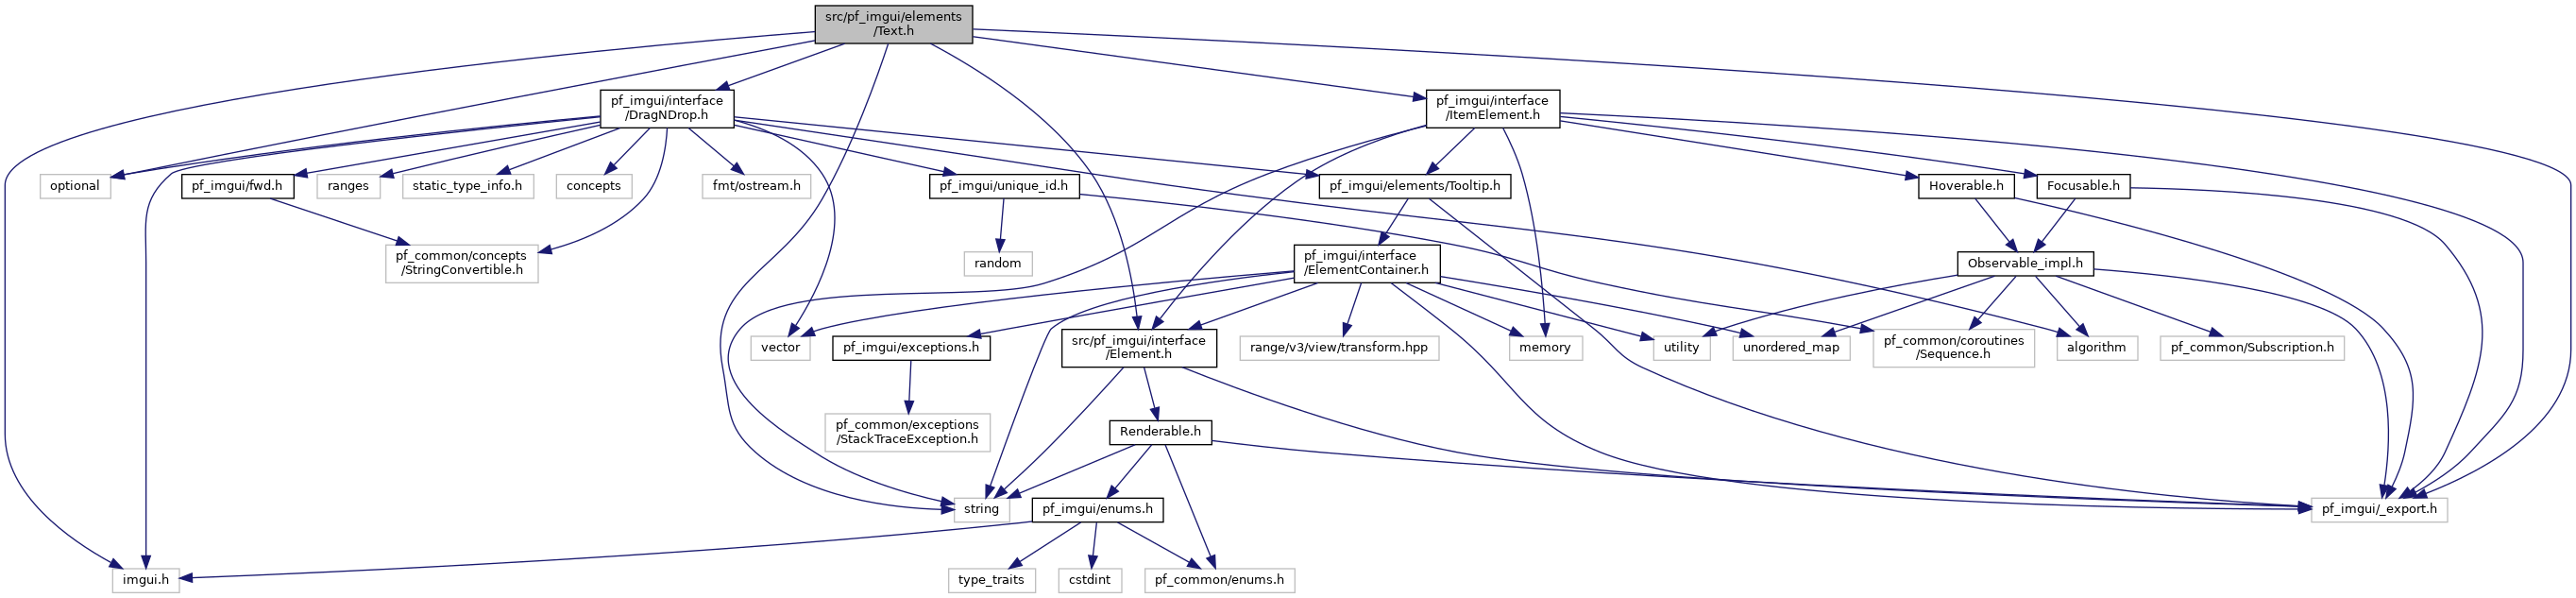 src/pf_imgui/elements
/Text.h
pf_imgui/interface
/DragNDrop.h
pf_imgui/interface
/ItemElement.h
optional
pf_imgui/fwd.h
ranges
static_type_info.h
concepts
fmt/ostream.h
pf_imgui/unique_id.h
pf_imgui/elements/Tooltip.h
Hoverable.h
Focusable.h
pf_common/concepts
/StringConvertible.h
random
pf_imgui/interface
/ElementContainer.h
Observable_impl.h
vector
pf_imgui/exceptions.h
src/pf_imgui/interface
/Element.h
range/v3/view/transform.hpp
memory
utility
unordered_map
pf_common/coroutines
/Sequence.h
algorithm
pf_common/Subscription.h
pf_common/exceptions
/StackTraceException.h
Renderable.h
string
pf_imgui/enums.h
pf_imgui/_export.h
imgui.h
type_traits
cstdint
pf_common/enums.h